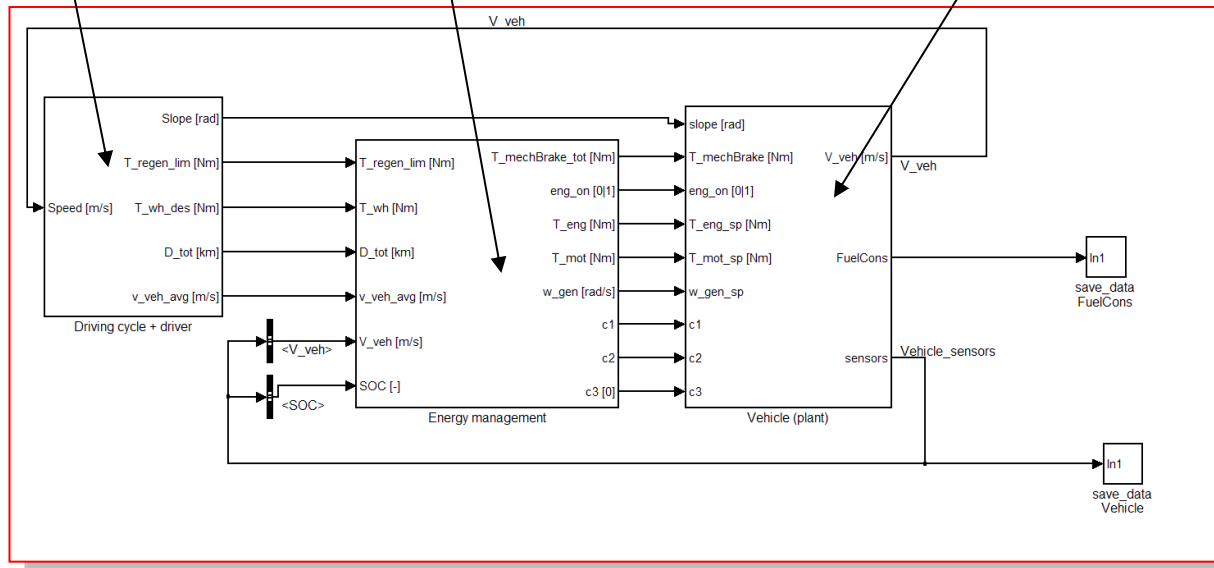 V_veh
Slope [rad]
T_regen_lim [Nm]
Speed [m/s]
T_wh_des [Nm]
D_tot [km]
v_veh_avg [m/s]
Driving cycle + driver
<V_veh>
<SOC>
T_regen_lim [Nm]
T_wh [Nm]
D_tot [km]
v_veh_avg [m/s]
V_veh [m/s]
SOC [-]
T_mechBrake_tot [Nm]
eng_on [0|1]
T_eng [Nm]
T_mot [Nm]
w_gen [rad/s]
c1
c2
c3 [0]
Energy management
slope [rad]
T_mechBrake [Nm]
eng_on [0|1]
T_eng_sp [Nm]
T_mot_sp [Nm]
w_gen_sp
c1
c2
c3
V_veh [m/s]
FuelCons
sensors
Vehicle (plant)
V_veh
Vehicle_sensors
In1
save_data
FuelCons
In1
save_data
Vehicle